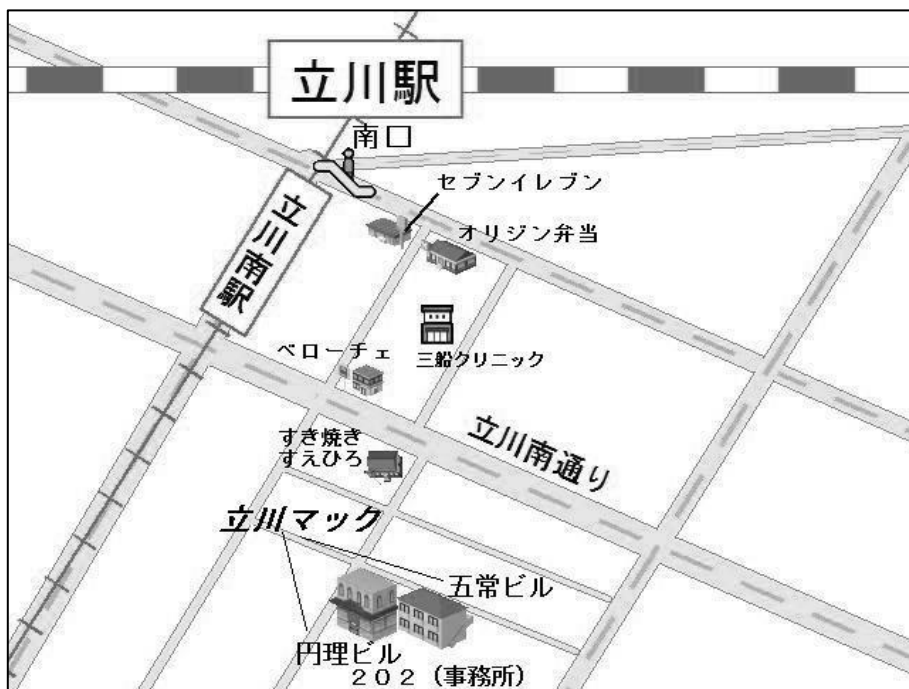 立川駅
南口
セブンイレブン
オリジン弁当
立川南駅
三船クリニック
ベローチェ
立川南通り
すき焼き
すえひろ
立川マック
五常ビル
円理ビル
202（事務所）